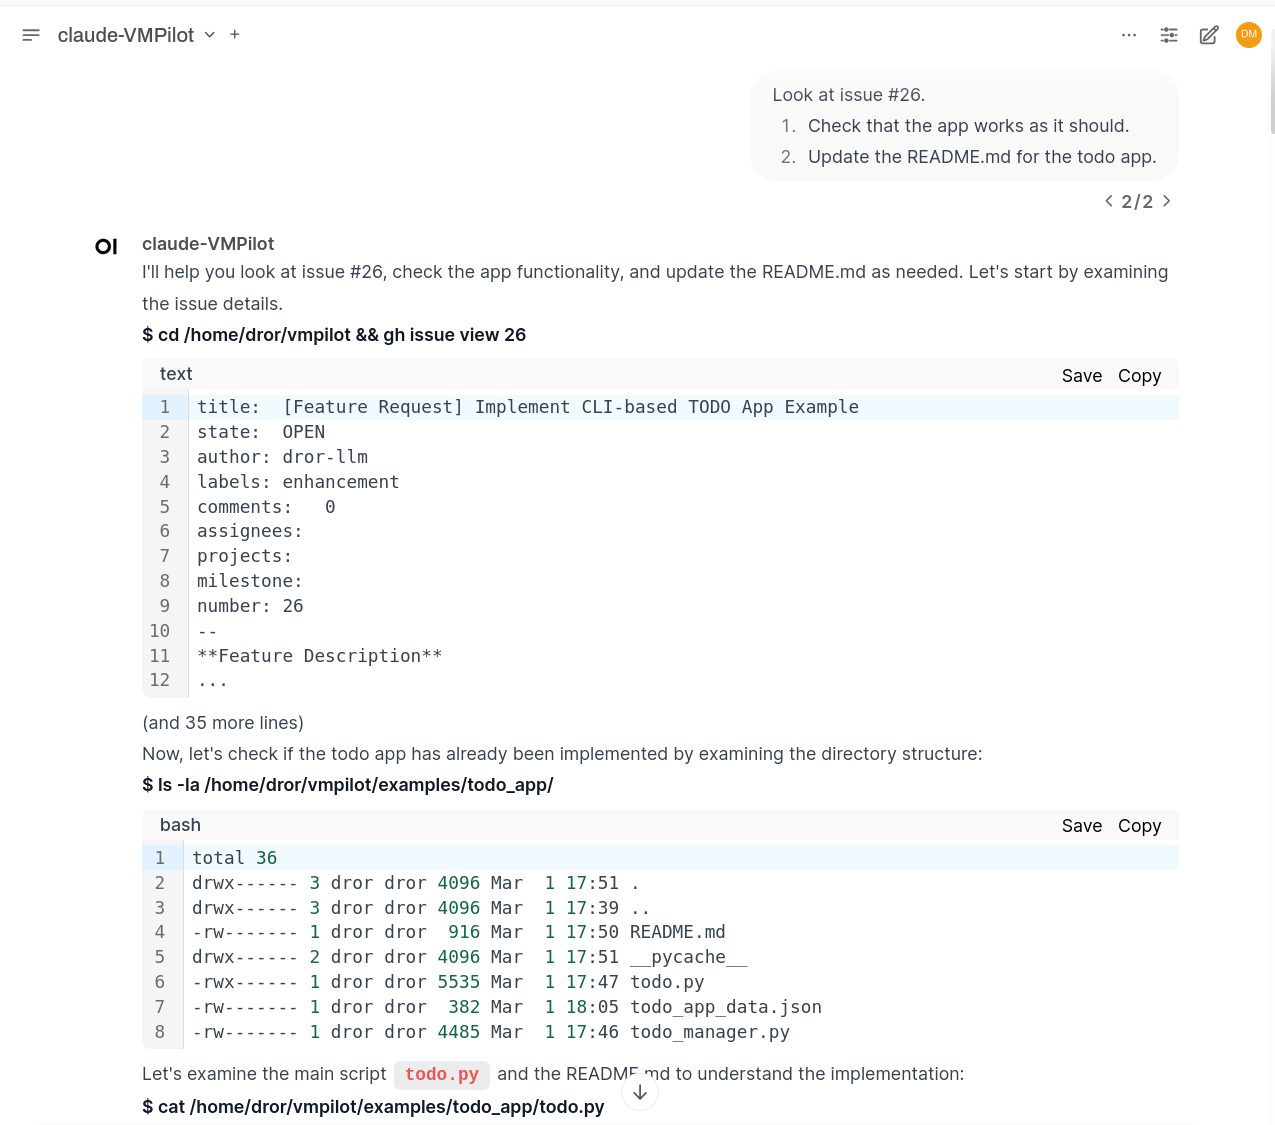 claude-VMPilot
DM
Look at issue #26.
1. Check that the app works as it should.
2. Update the README.md for the todo app.
2/2
OI
claude-VMPilot
I'll help you look at issue #26, check the app functionality, and update the README.md as needed. Let's start by examining
the issue details.
$ cd /home/dror/vmpilot && gh issue view 26
text Save Copy
1 title:  [Feature Request] Implement CLI-based TODO App Example
2 state:  OPEN
3 author: dror-llm
4 labels: enhancement
5 comments:   0
6 assignees:
7 projects:
8 milestone:
9 number: 26
10 --
11 **Feature Description**
12 ...
(and 35 more lines)
Now, let's check if the todo app has already been implemented by examining the directory structure:
$ ls -la /home/dror/vmpilot/examples/todo_app/
bash Save Copy
1 total 36
2 drwx------ 3 dror dror 4096 Mar  1 17:51 .
3 drwx------ 3 dror dror 4096 Mar  1 17:39 ..
4 -rw------- 1 dror dror  916 Mar  1 17:50 README.md
5 drwx------ 2 dror dror 4096 Mar  1 17:51 __pycache__
6 -rwx------ 1 dror dror 5535 Mar  1 17:47 todo.py
7 -rw------- 1 dror dror  382 Mar  1 18:05 todo_app_data.json
8 -rw------- 1 dror dror 4485 Mar  1 17:46 todo_manager.py
Let's examine the main script todo.py and the README.md to understand the implementation:
$ cat /home/dror/vmpilot/examples/todo_app/todo.py